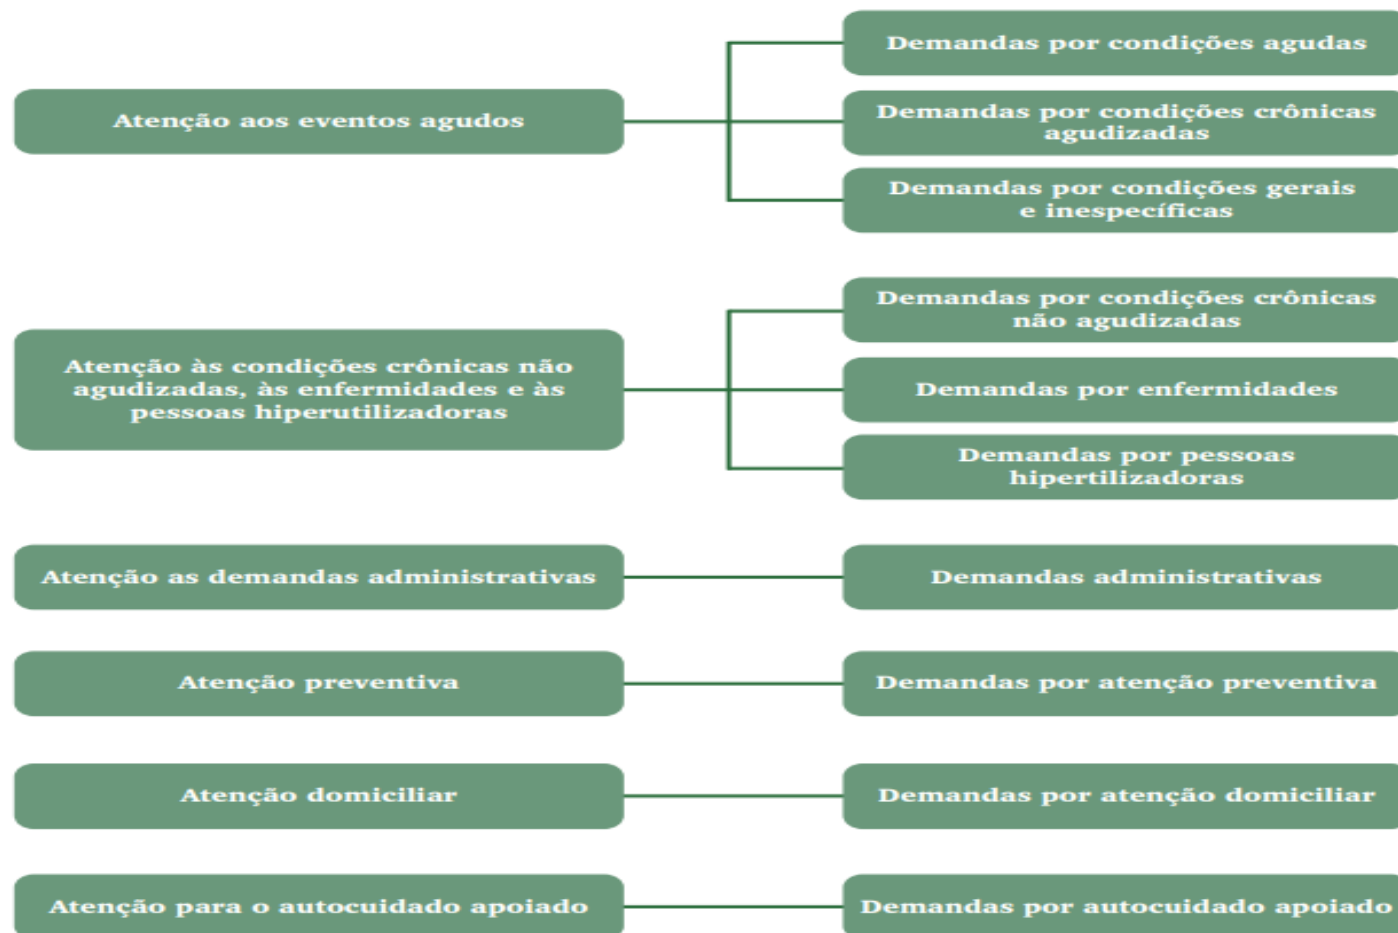 Atenção aos eventos agudos
Demandas por condições agudas
Demandas por condições crônicas
agudizadas
Demandas por condições gerais
e inespecíficas
Atenção às condições crônicas não
agudizadas, às enfermidades e às
pessoas hiperutilizadoras
Demandas por condições crônicas
não agudizadas
Demandas por enfermidades
Demandas por pessoas
hipertilizadoras
Atenção as demandas administrativas
Demandas administrativas
Atenção preventiva
Demandas por atenção preventiva
Atenção domiciliar
Demandas por atenção domiciliar
Atenção para o autocuidado apoiado
Demandas por autocuidado apoiado